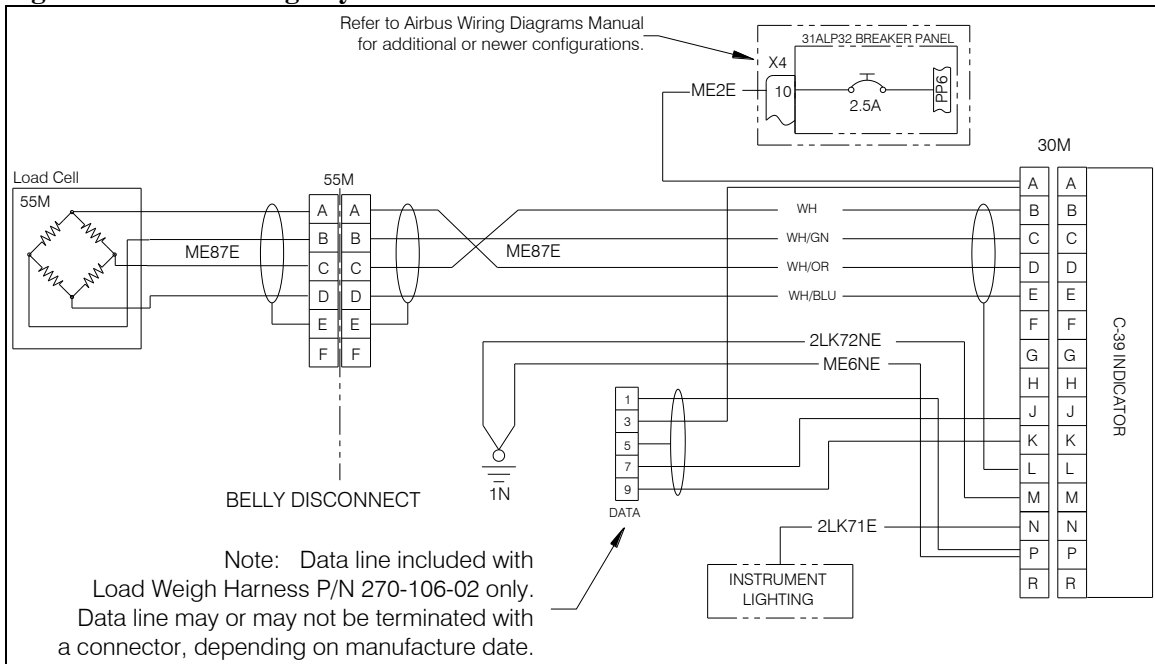 Refer to Airbus Wiring Diagrams Manual
for additional or newer configurations.
31ALP32 BREAKER PANEL
X4
10
2.5A
PP6
ME2E
30M
Load Cell
55M
55M
A A
B B
C C
D D
E E
F F
ME87E
ME87E
WH
WH/GN
WH/OR
WH/BLU
A A
B B
C C
D D
E E
F F
G G
H H
J J
K K
L L
M M
N N
P P
R R
C-39 INDICATOR
2LK72NE
ME6NE
1
3
5
7
9
DATA
1N
BELLY DISCONNECT
2LK71E
INSTRUMENT
LIGHTING
Note: Data line included with
Load Weigh Harness P/N 270-106-02 only.
Data line may or may not be terminated with
a connector, depending on manufacture date.